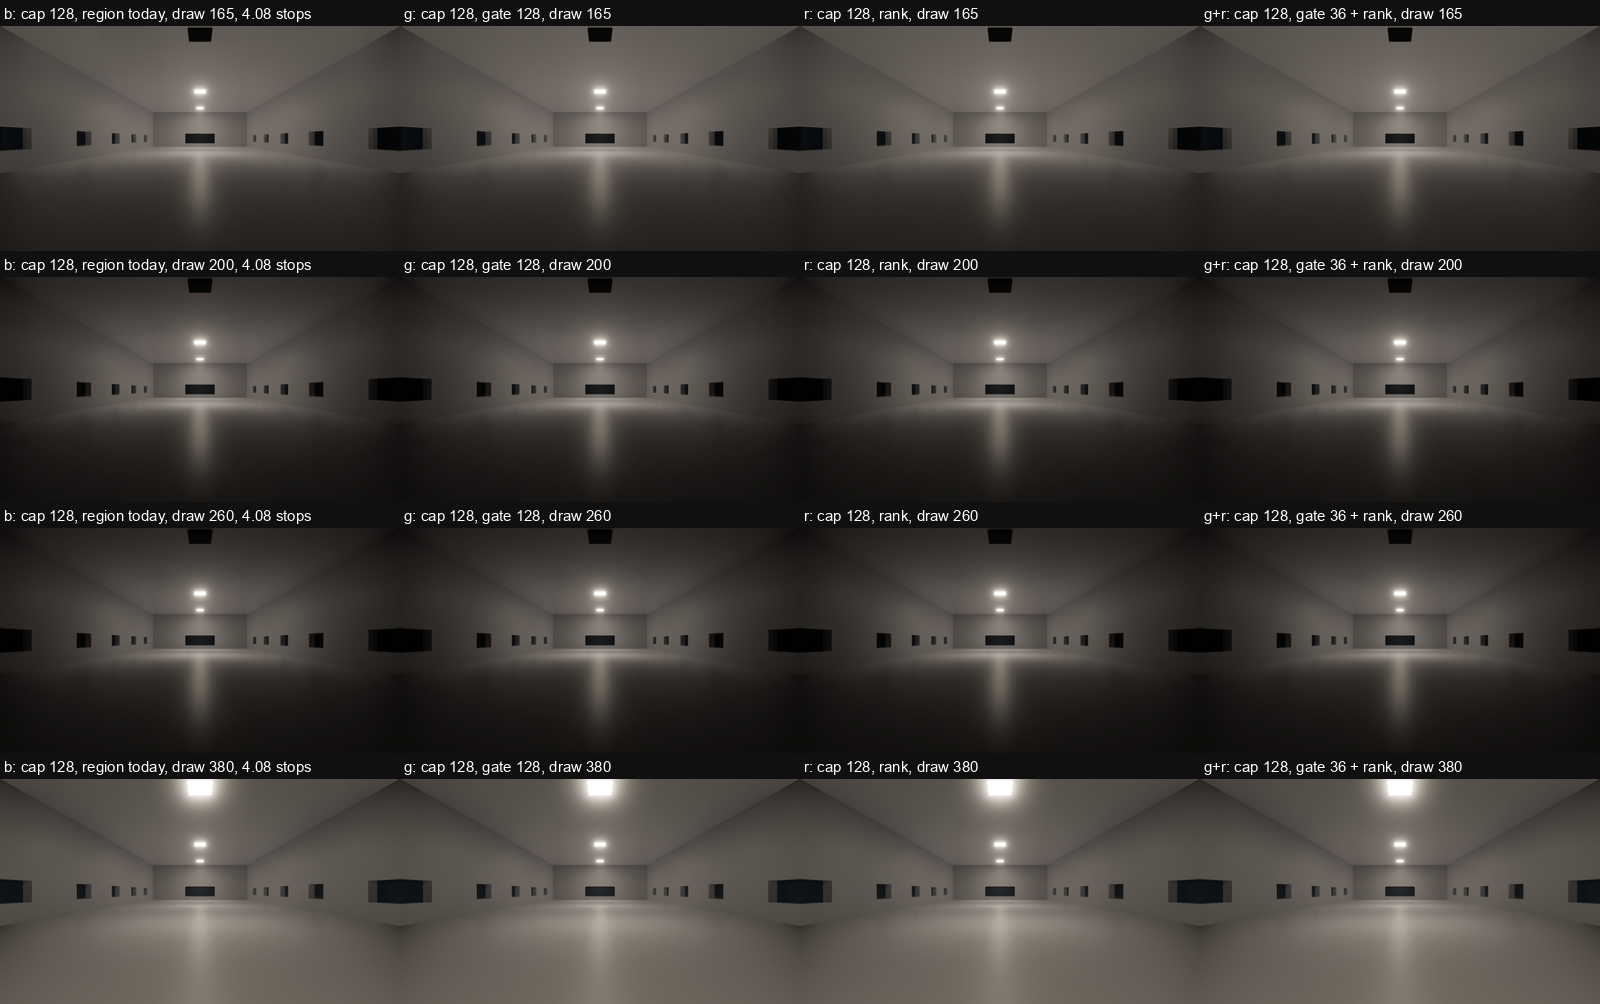 b: cap 128, region today, draw 165, 4.08 stops
g: cap 128, gate 128, draw 165
r: cap 128, rank, draw 165
g+r: cap 128, gate 36 + rank, draw 165
b: cap 128, region today, draw 200, 4.08 stops
g: cap 128, gate 128, draw 200
r: cap 128, rank, draw 200
g+r: cap 128, gate 36 + rank, draw 200
b: cap 128, region today, draw 260, 4.08 stops
g: cap 128, gate 128, draw 260
r: cap 128, rank, draw 260
g+r: cap 128, gate 36 + rank, draw 260
b: cap 128, region today, draw 380, 4.08 stops
g: cap 128, gate 128, draw 380
r: cap 128, rank, draw 380
g+r: cap 128, gate 36 + rank, draw 380